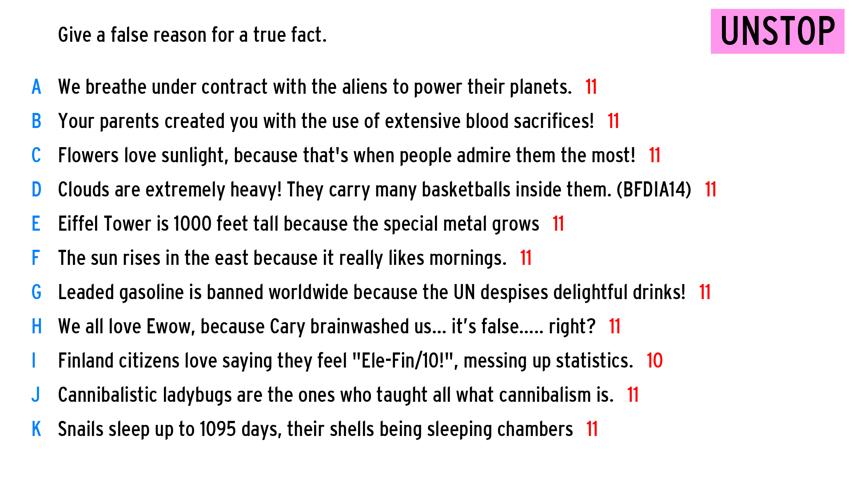 Give a false reason for a true fact.
UNSTOP
A We breathe under contract with the aliens to power their planets. 11
B Your parents created you with the use of extensive blood sacrifices! 11
C Flowers love sunlight, because that's when people admire them the most! 11
D Clouds are extremely heavy! They carry many basketballs inside them. (BFDIA14) 11
E Eiffel Tower is 1000 feet tall because the special metal grows 11
F The sun rises in the east because it really likes mornings. 11
G Leaded gasoline is banned worldwide because the UN despises delightful drinks! 11
H We all love Ewow, because Cary brainwashed us... it’s false..... right? 11
I Finland citizens love saying they feel "Ele-Fin/10!", messing up statistics. 10
J Cannibalistic ladybugs are the ones who taught all what cannibalism is. 11
K Snails sleep up to 1095 days, their shells being sleeping chambers 11